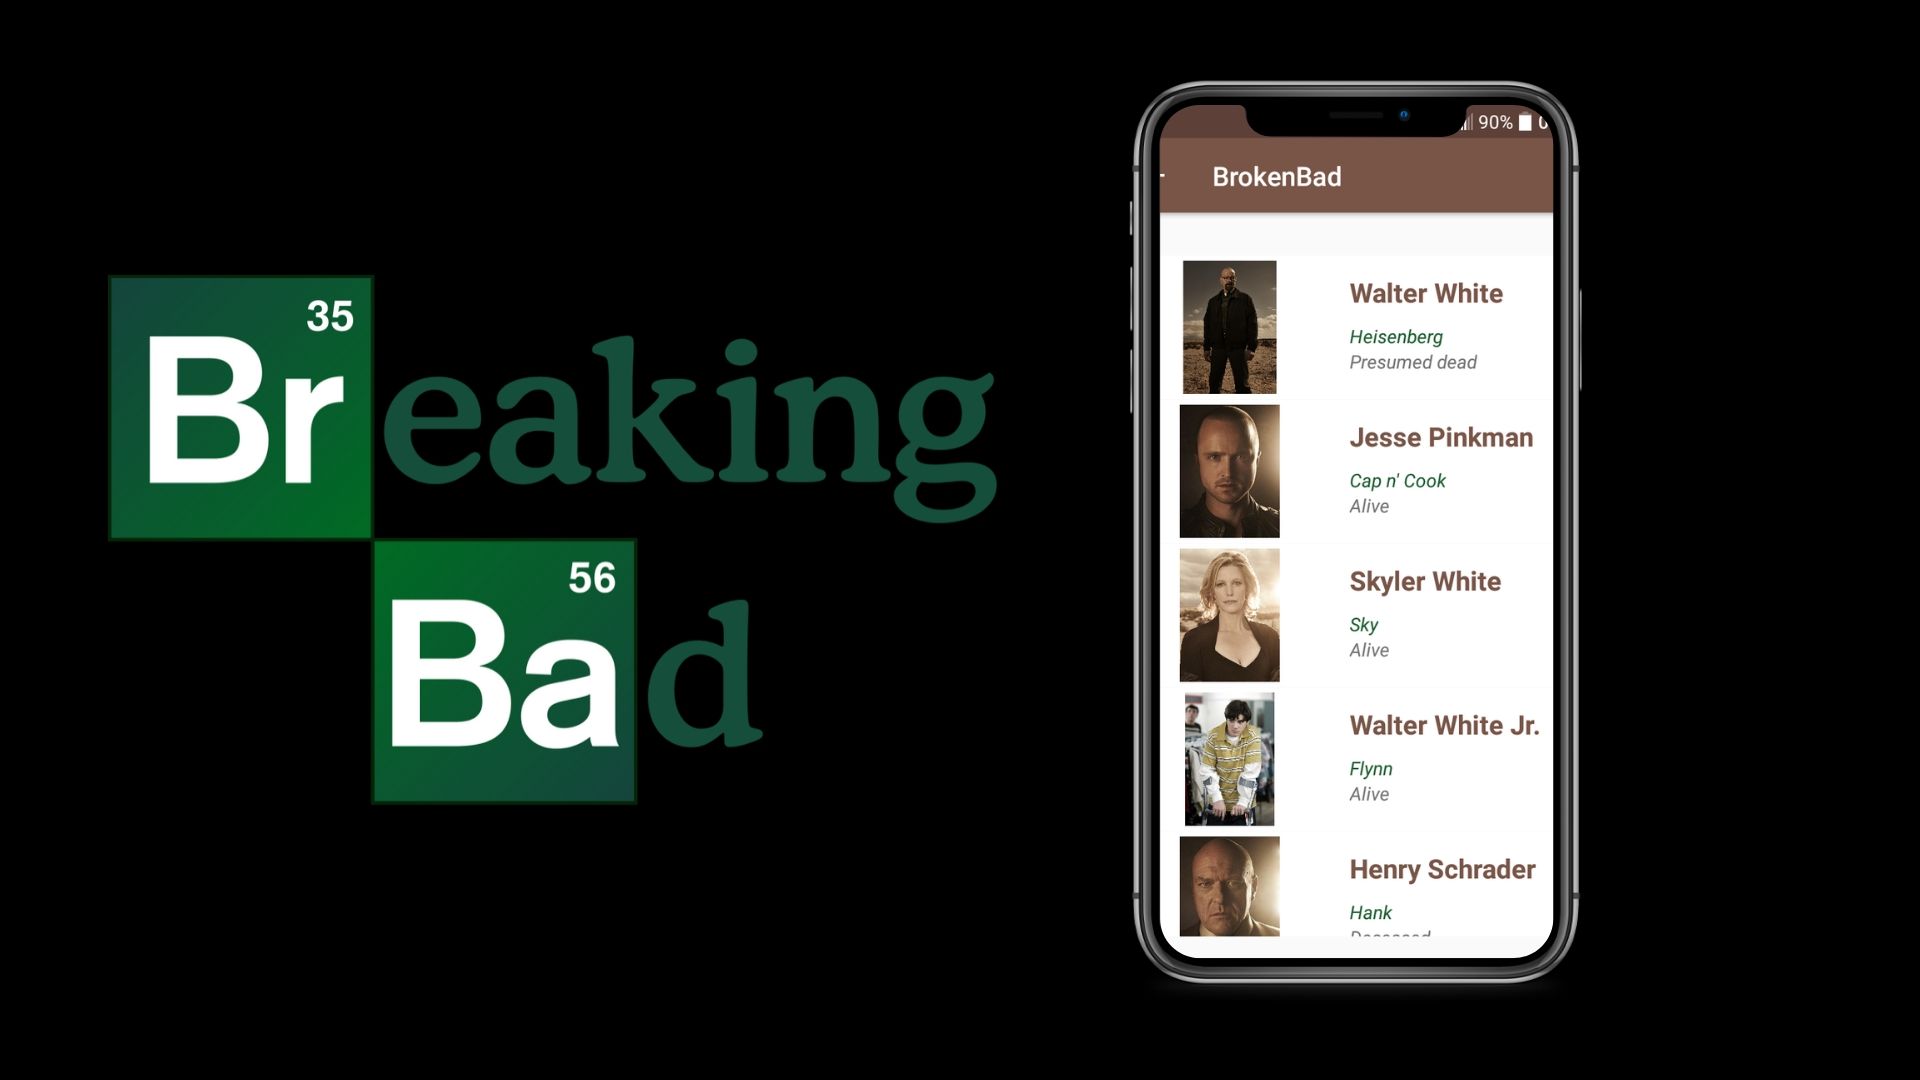 35
Breaking
56
Bad
90%
BrokenBad
Walter White
Heisenberg
Presumed dead
Jesse Pinkman
Cap n' Cook
Alive
Skyler White
Sky
Alive
Walter White Jr.
Flynn
Alive
Henry Schrader
Hank